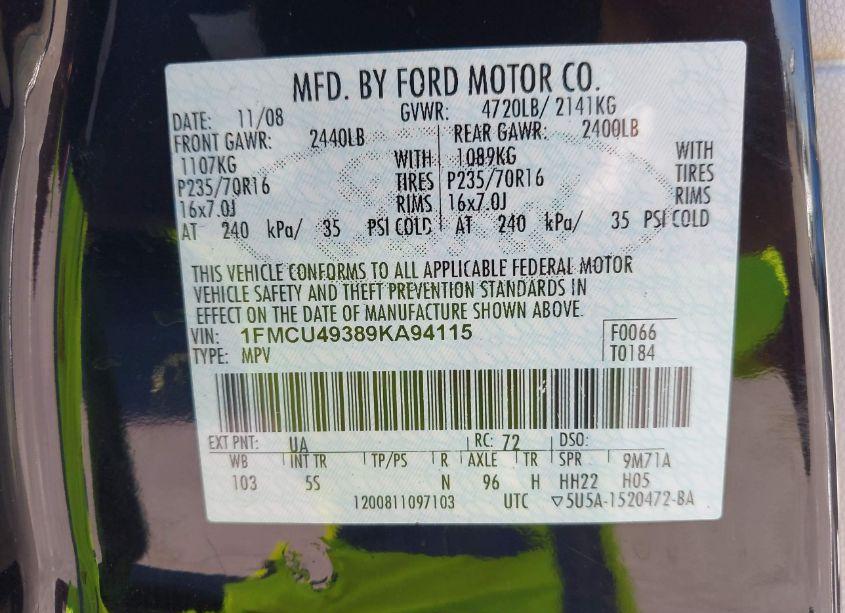 MFD. BY FORD MOTOR CO.
DATE: 11/08 GVWR: 4720LB/ 2141KG
FRONT GAWR: 2440LB REAR GAWR: 2400LB
1107KG WITH 1089KG WITH
P235/70R16 TIRES P235/70R16 TIRES
16x7.0J RIMS 16x7.0J RIMS
AT 240 kPa/ 35 PSI COLD AT 240 kPa/ 35 PSI COLD
THIS VEHICLE CONFORMS TO ALL APPLICABLE FEDERAL MOTOR
VEHICLE SAFETY AND THEFT PREVENTION STANDARDS IN
EFFECT ON THE DATE OF MANUFACTURE SHOWN ABOVE.
VIN: 1FMCU49389KA94115 F0066
TYPE: MPV T0184
EXT PNT: UA RC: 72 DSO:
WB INT TR TP/PS R AXLE TR SPR 9M71A
103 5S N 96 H HH22 H05
1200811097103 UTC ▽5U5A-1520472-BA